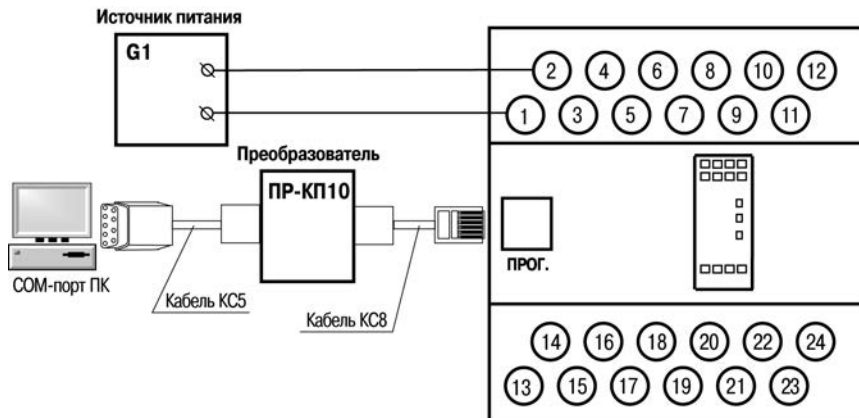 Источник питания
G1
2 4 6 8 10 12
1 3 5 7 9 11
Преобразователь
ПР-КП10
ПРОГ.
COM-порт ПК
Кабель КС5
Кабель КС8
14 16 18 20 22 24
13 15 17 19 21 23